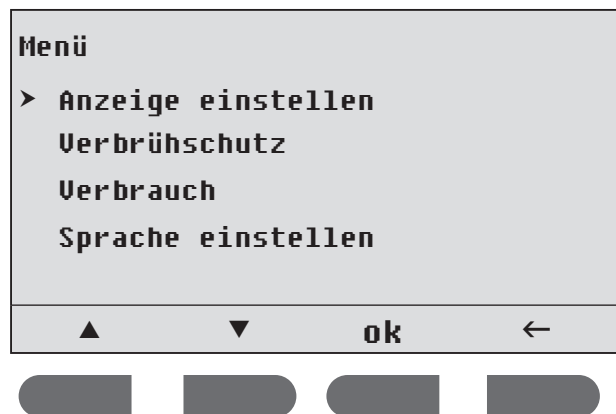 Menü
➤ Anzeige einstellen
Verbrühschutz
Verbrauch
Sprache einstellen
▲ ▼ ok ←